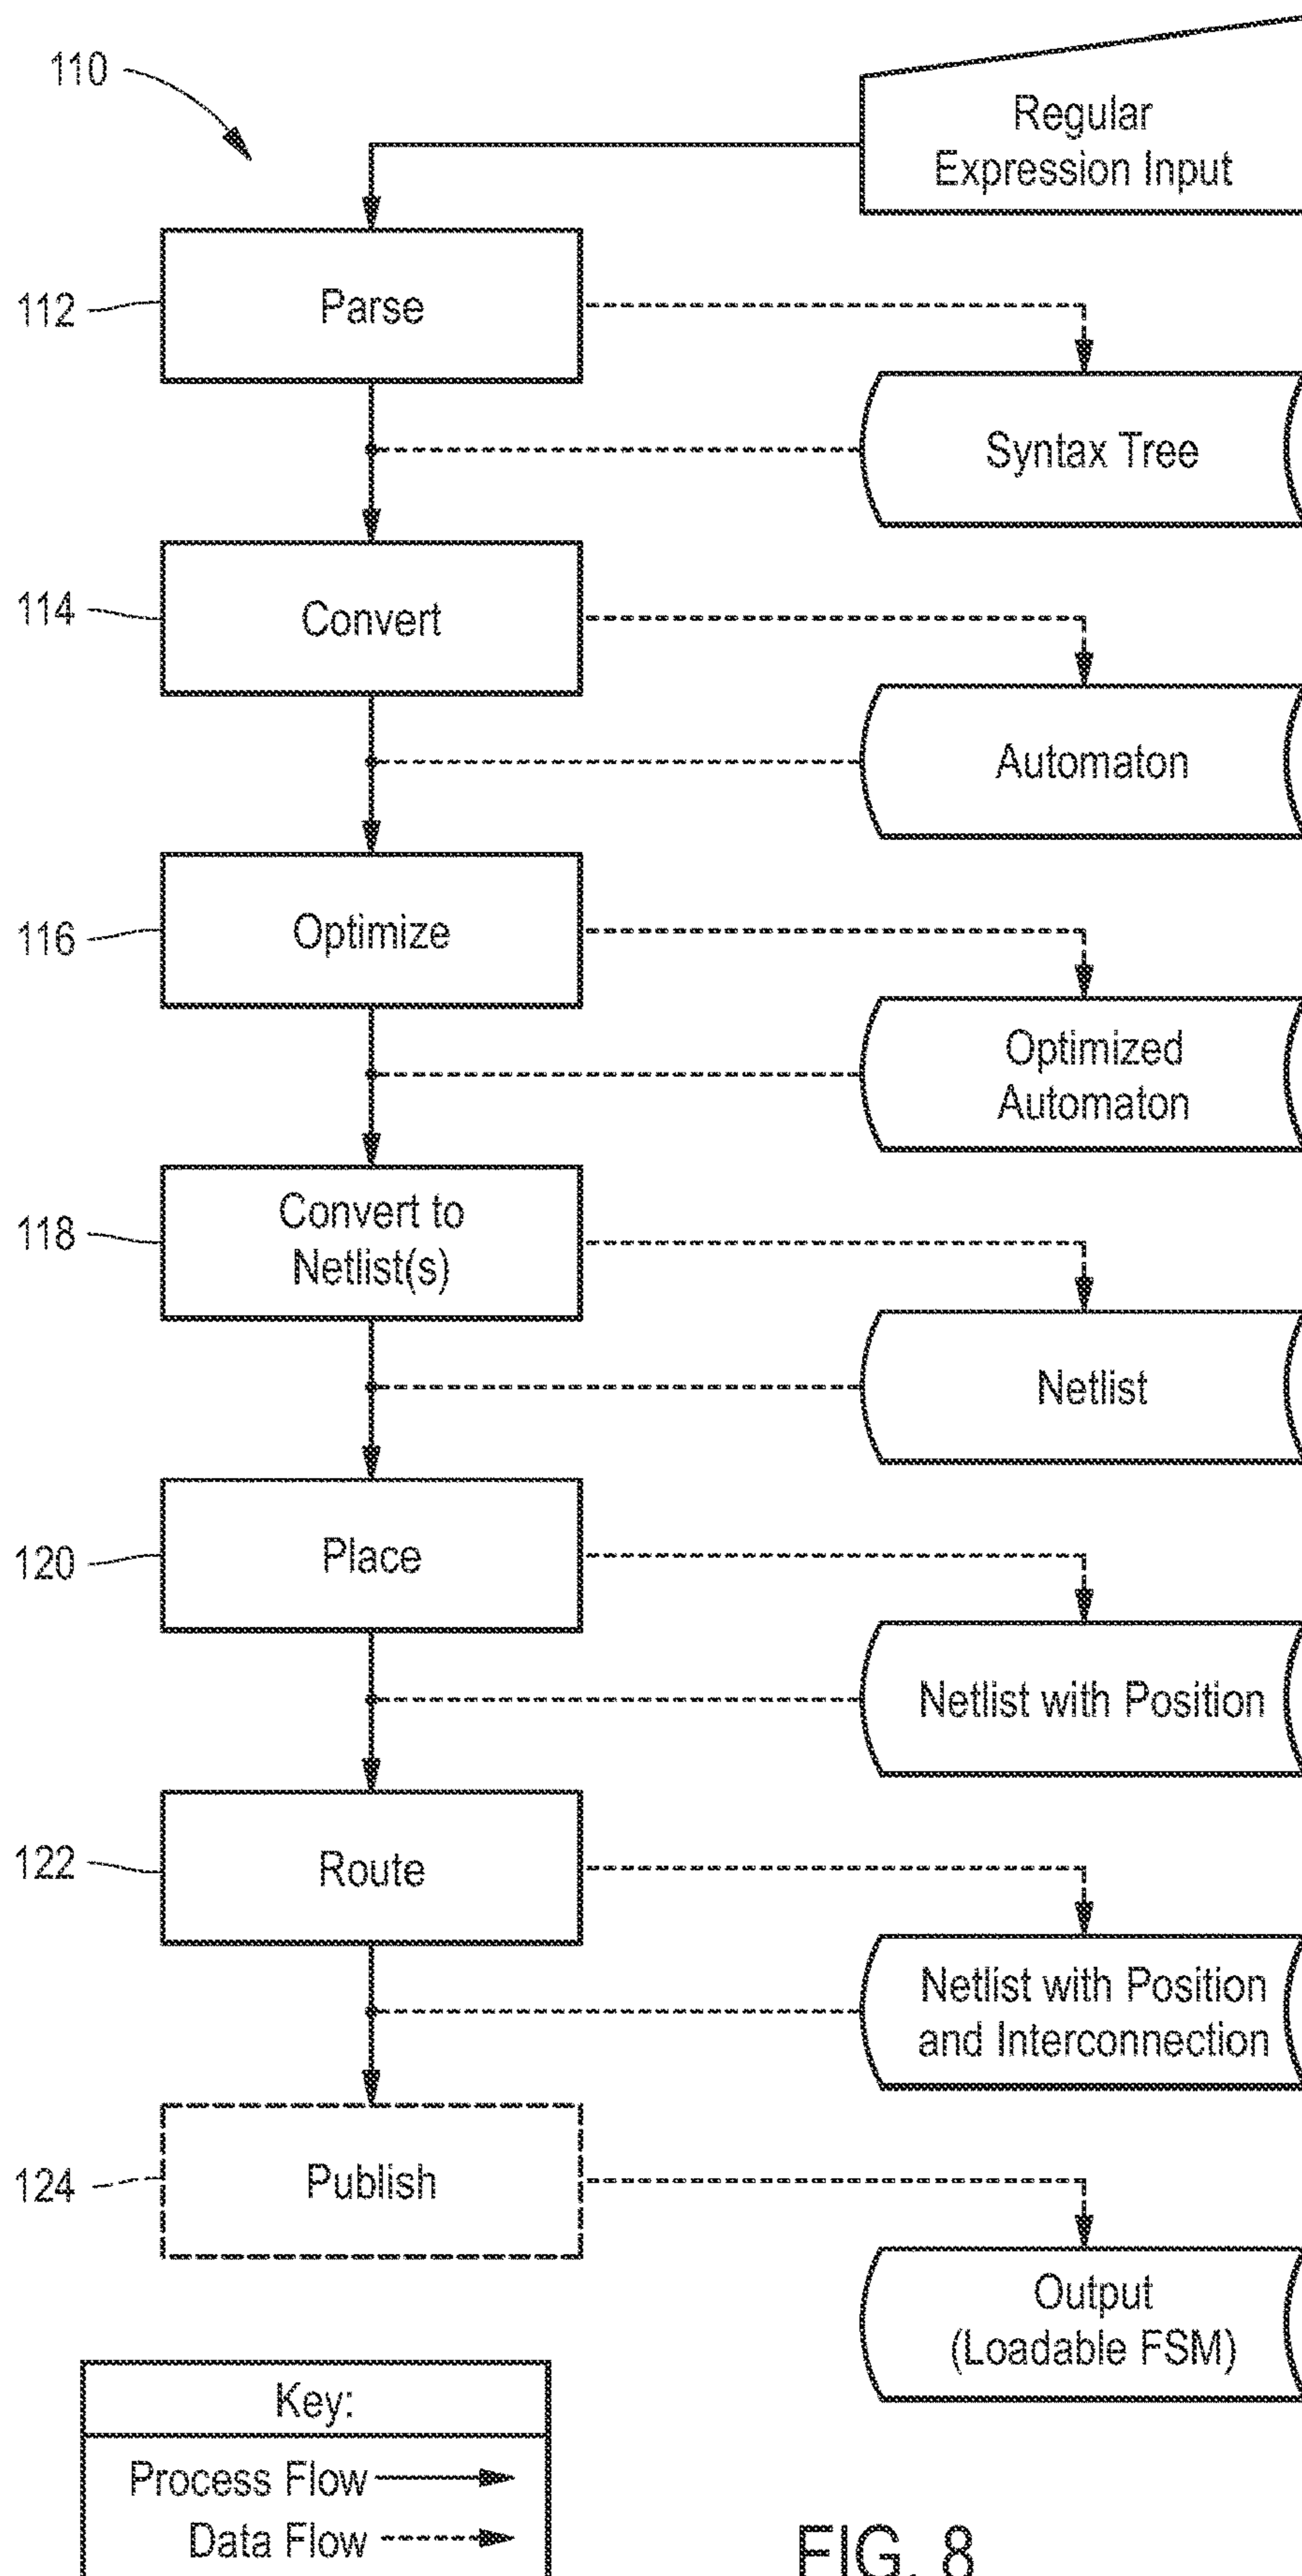 110
Regular
Expression Input
112
Parse
Syntax Tree
114
Convert
Automaton
116
Optimize
Optimized
Automaton
118
Convert to
Netlist(s)
Netlist
120
Place
Netlist with Position
122
Route
Netlist with Position
and Interconnection
124
Publish
Output
(Loadable FSM)
Key:
Process Flow
Data Flow
FIG. 8